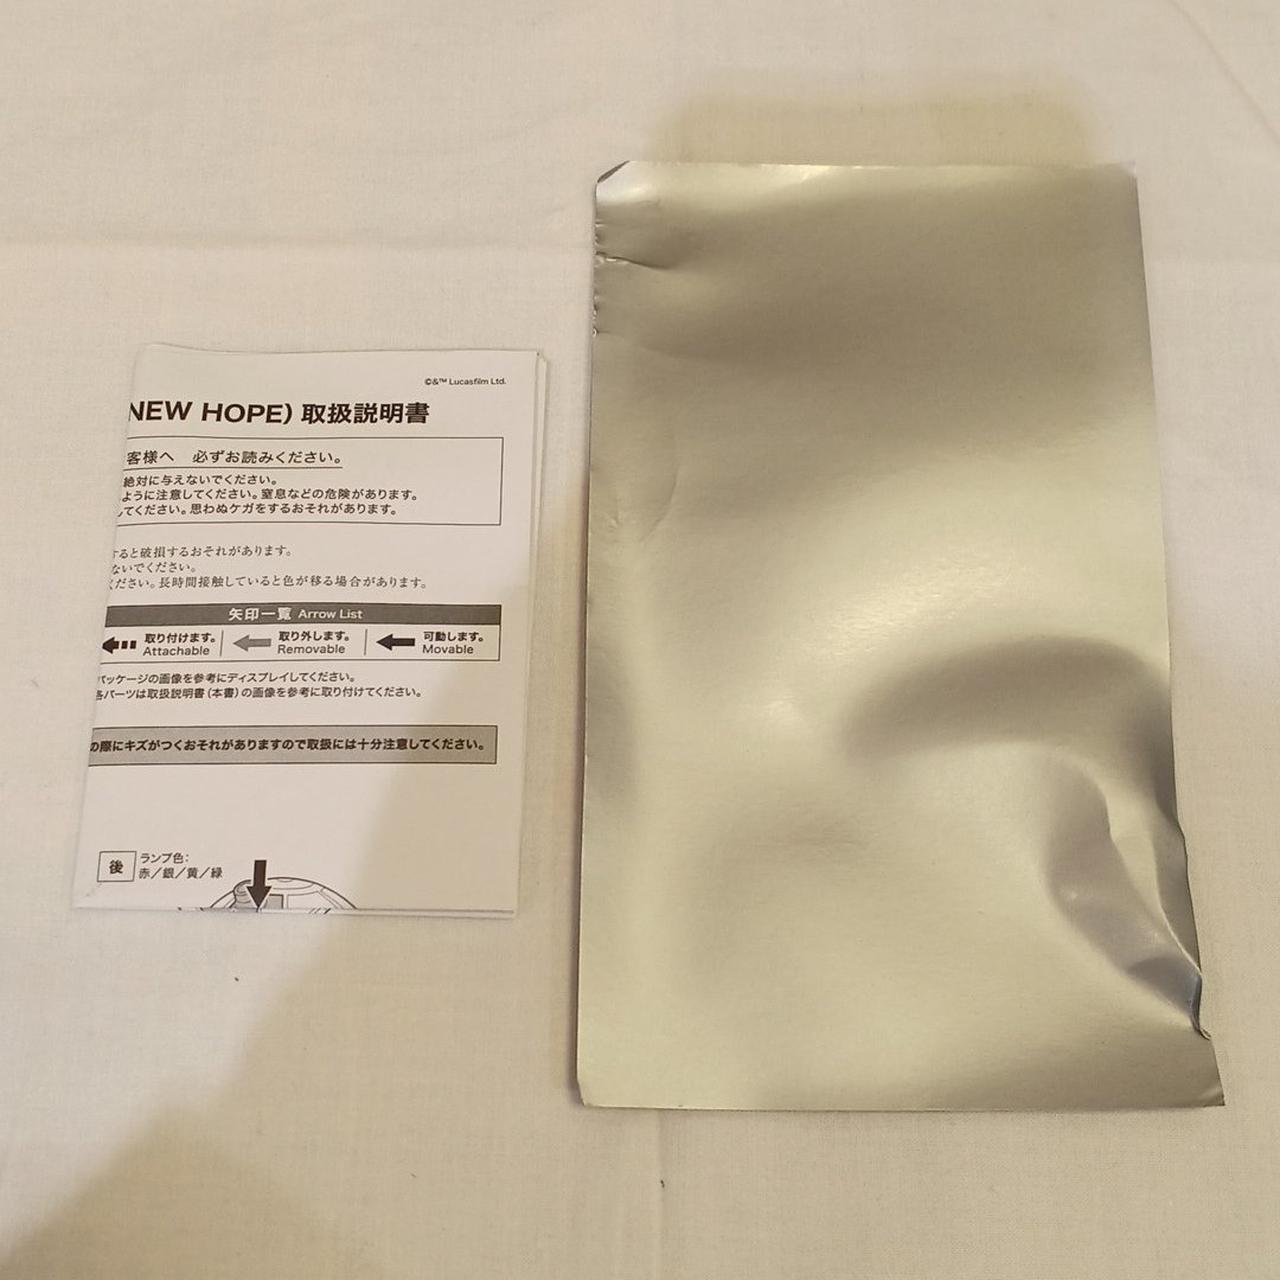 ©&™ Lucasfilm Ltd.
NEW HOPE) 取扱説明書
客様へ 必ずお読みください。
絶対に与えないでください。
ように注意してください。窒息などの危険があります。
してください。思わぬケガをするおそれがあります。
すると破損するおそれがあります。
ないでください。
ください。長時間接触していると色が移る場合があります。
矢印一覧 Arrow List
取り付けます。 取り外します。 可動します。
Attachable Removable Movable
パッケージの画像を参考にディスプレイしてください。
各パーツは取扱説明書(本書)の画像を参考に取り付けてください。
の際にキズがつくおそれがありますので取扱には十分注意してください。
後 ランプ色:
赤/銀/黄/緑